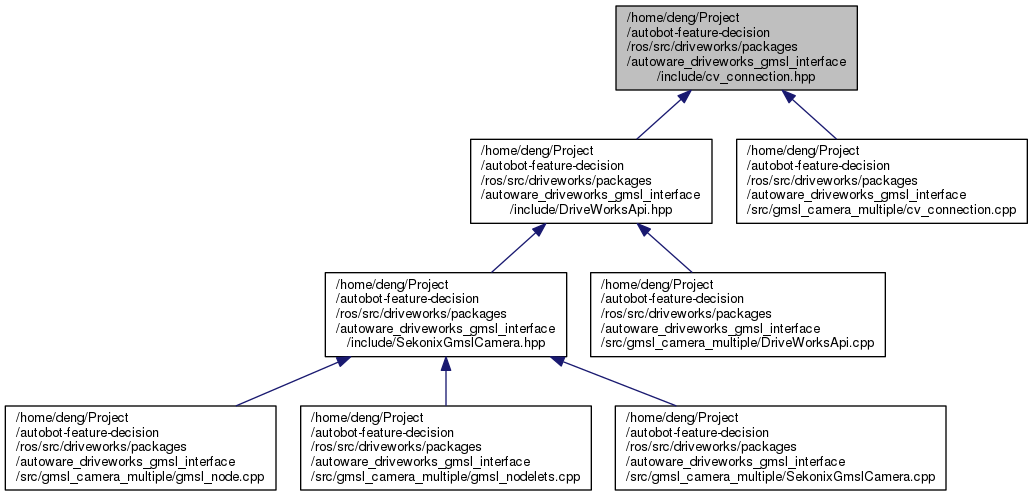 /home/deng/Project
/autobot-feature-decision
/ros/src/driveworks/packages
/autoware_driveworks_gmsl_interface
/include/cv_connection.hpp
/home/deng/Project
/autobot-feature-decision
/ros/src/driveworks/packages
/autoware_driveworks_gmsl_interface
/include/DriveWorksApi.hpp
/home/deng/Project
/autobot-feature-decision
/ros/src/driveworks/packages
/autoware_driveworks_gmsl_interface
/src/gmsl_camera_multiple/cv_connection.cpp
/home/deng/Project
/autobot-feature-decision
/ros/src/driveworks/packages
/autoware_driveworks_gmsl_interface
/include/SekonixGmslCamera.hpp
/home/deng/Project
/autobot-feature-decision
/ros/src/driveworks/packages
/autoware_driveworks_gmsl_interface
/src/gmsl_camera_multiple/DriveWorksApi.cpp
/home/deng/Project
/autobot-feature-decision
/ros/src/driveworks/packages
/autoware_driveworks_gmsl_interface
/src/gmsl_camera_multiple/gmsl_node.cpp
/home/deng/Project
/autobot-feature-decision
/ros/src/driveworks/packages
/autoware_driveworks_gmsl_interface
/src/gmsl_camera_multiple/gmsl_nodelets.cpp
/home/deng/Project
/autobot-feature-decision
/ros/src/driveworks/packages
/autoware_driveworks_gmsl_interface
/src/gmsl_camera_multiple/SekonixGmslCamera.cpp